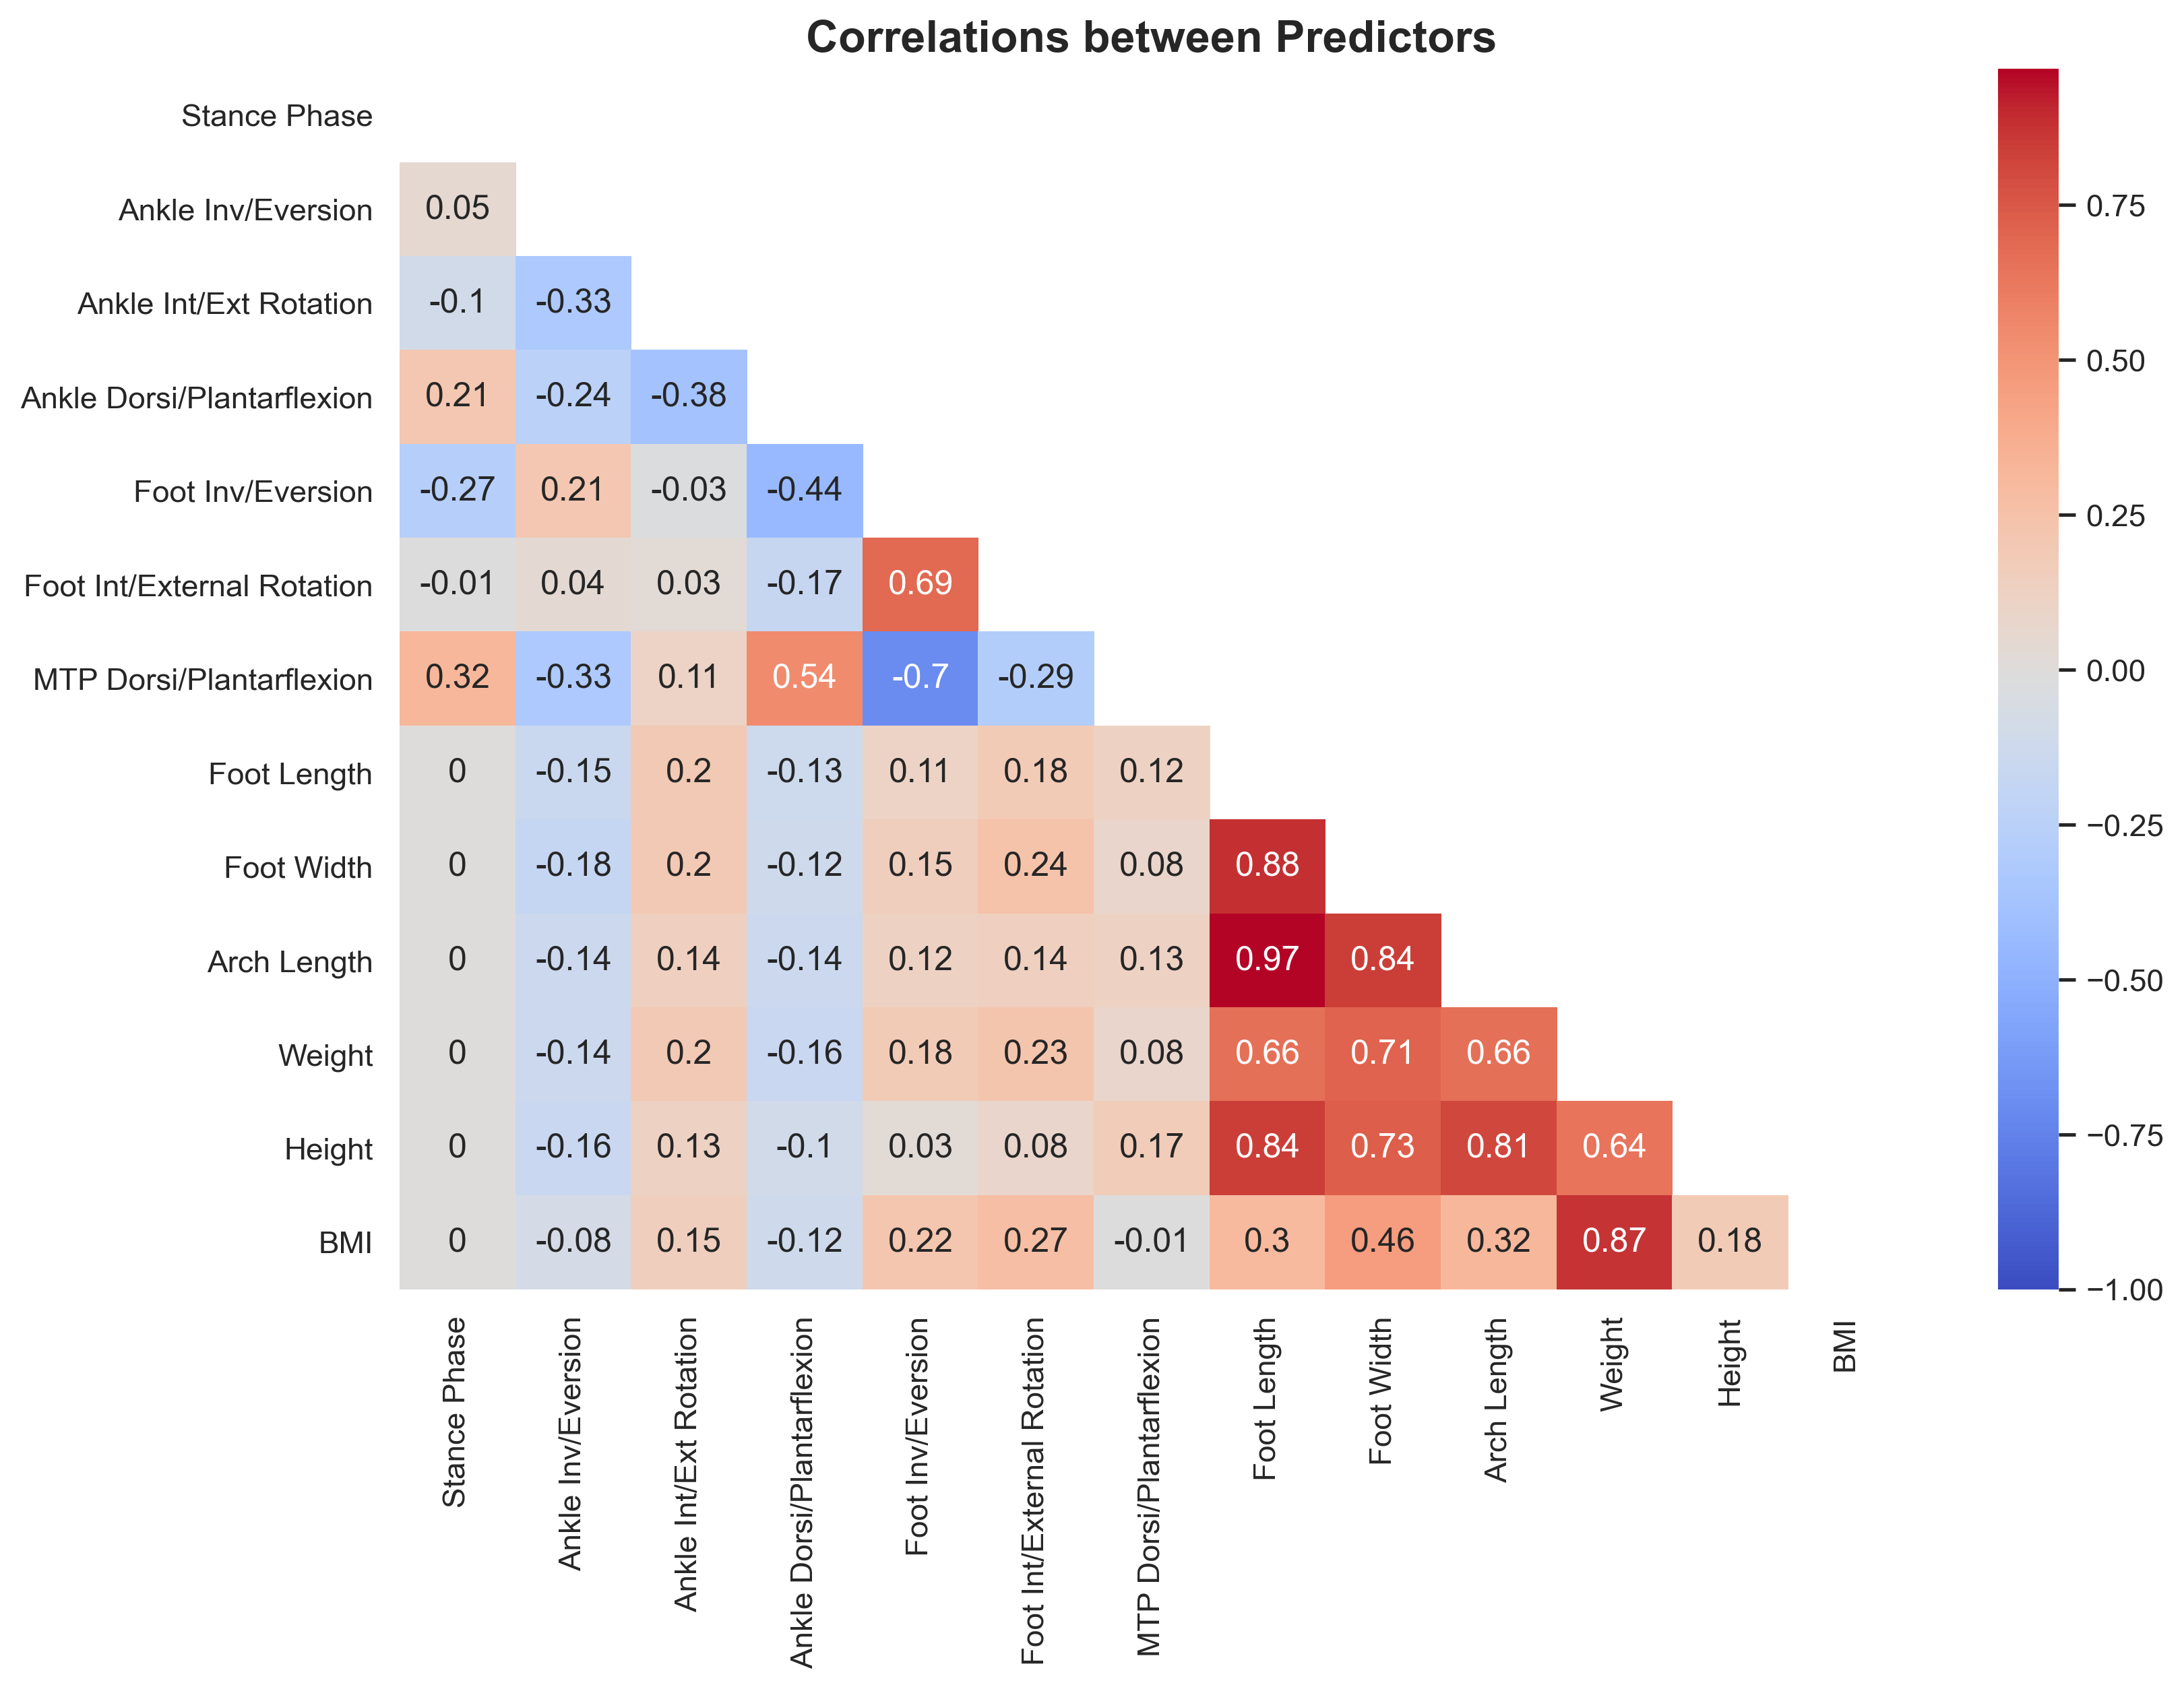 Correlations between Predictors
Stance Phase
Ankle Inv/Eversion 0.05
Ankle Int/Ext Rotation -0.1 -0.33
Ankle Dorsi/Plantarflexion 0.21 -0.24 -0.38
Foot Inv/Eversion -0.27 0.21 -0.03 -0.44
Foot Int/External Rotation -0.01 0.04 0.03 -0.17 0.69
MTP Dorsi/Plantarflexion 0.32 -0.33 0.11 0.54 -0.7 -0.29
Foot Length 0 -0.15 0.2 -0.13 0.11 0.18 0.12
Foot Width 0 -0.18 0.2 -0.12 0.15 0.24 0.08 0.88
Arch Length 0 -0.14 0.14 -0.14 0.12 0.14 0.13 0.97 0.84
Weight 0 -0.14 0.2 -0.16 0.18 0.23 0.08 0.66 0.71 0.66
Height 0 -0.16 0.13 -0.1 0.03 0.08 0.17 0.84 0.73 0.81 0.64
BMI 0 -0.08 0.15 -0.12 0.22 0.27 -0.01 0.3 0.46 0.32 0.87 0.18
Stance Phase
Ankle Inv/Eversion
Ankle Int/Ext Rotation
Ankle Dorsi/Plantarflexion
Foot Inv/Eversion
Foot Int/External Rotation
MTP Dorsi/Plantarflexion
Foot Length
Foot Width
Arch Length
Weight
Height
BMI
0.75
0.50
0.25
0.00
−0.25
−0.50
−0.75
−1.00